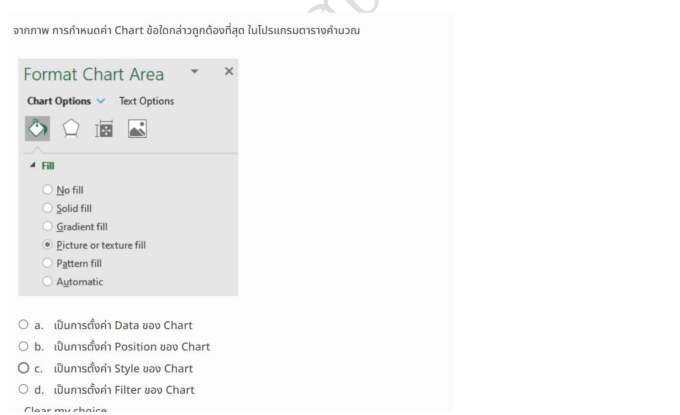 จากภาพ การกำหนดค่า Chart ข้อใดกล่าวถูกต้องที่สุด ในโปรแกรมตารางคำนวณ
Format Chart Area
Chart Options Text Options
Fill
No fill
Solid fill
Gradient fill
Picture or texture fill
Pattern fill
Automatic
a. เป็นการตั้งค่า Data ของ Chart
b. เป็นการตั้งค่า Position ของ Chart
c. เป็นการตั้งค่า Style ของ Chart
d. เป็นการตั้งค่า Filter ของ Chart
Clear my choice